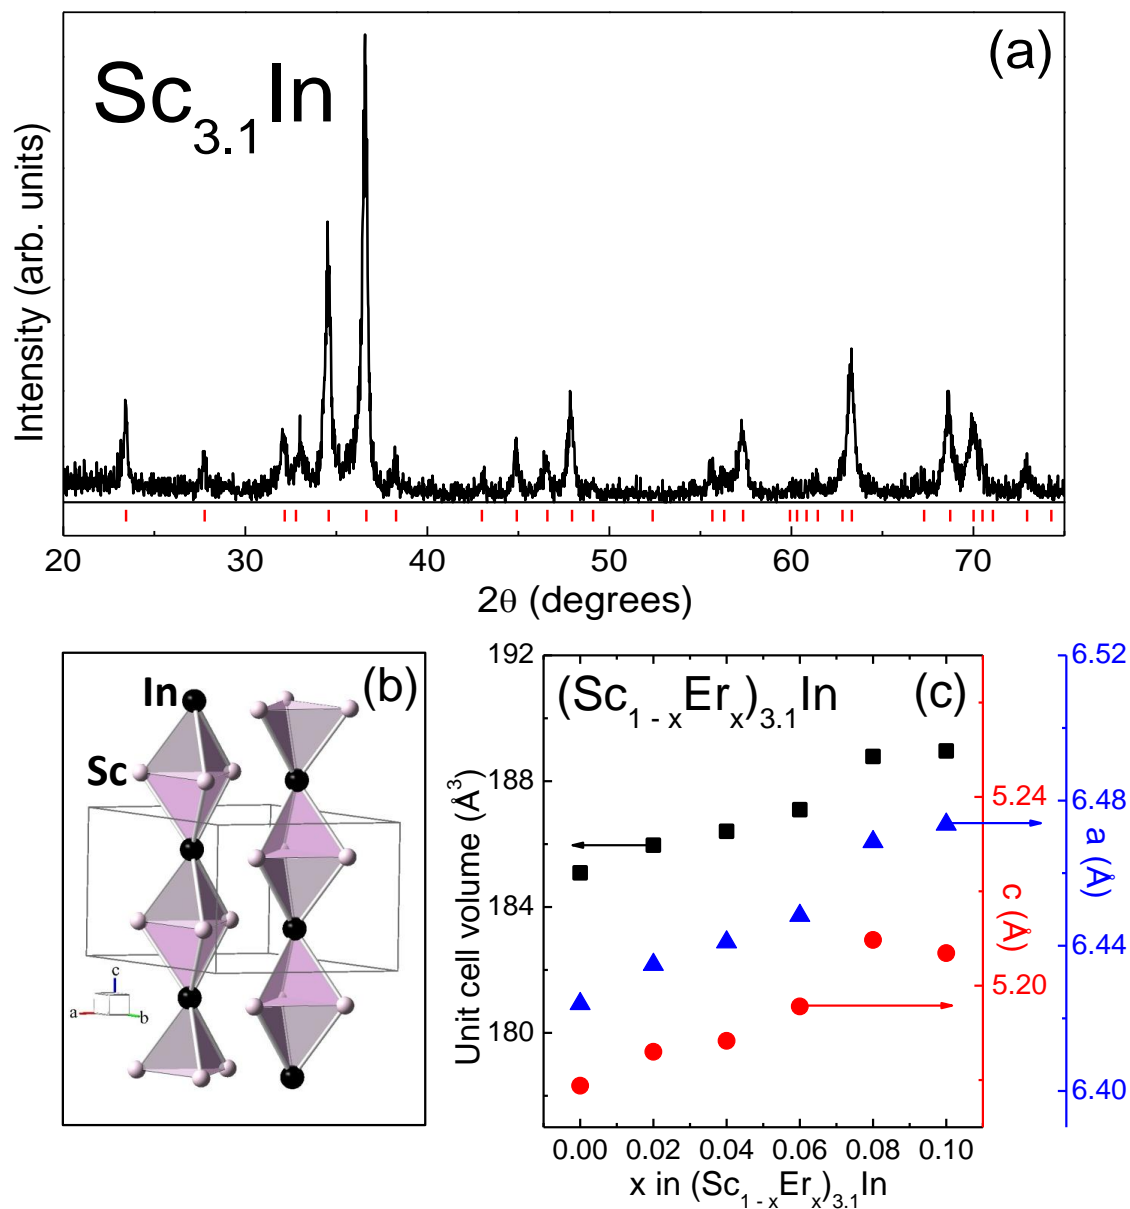 (a)
Sc3.1In
Intensity (arb. units)
20 30 40 50 60 70
2θ (degrees)
(b)
In
Sc
c
a
b
(Sc1 - xErx)3.1In
(c)
192
188
184
180
Unit cell volume (Å3)
6.52
6.48
6.44
6.40
a (Å)
5.24
5.20
c (Å)
0.00 0.02 0.04 0.06 0.08 0.10
x in (Sc1 - xErx)3.1In